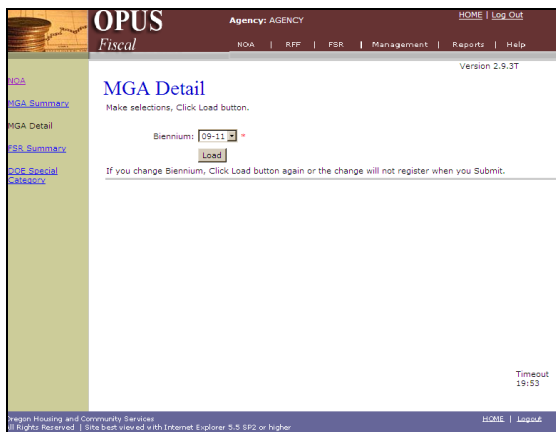 OPUS
Agency: AGENCY
HOME | Log Out
Fiscal
NOA | RFF | FSR | Management | Reports | Help
Version 2.9.3T
NOA
MGA Summary
MGA Detail
FSR Summary
DOE Special
Category
MGA Detail
Make selections, Click Load button.
Biennium: 09-11 *
Load
If you change Biennium, Click Load button again or the change will not register when you Submit.
Timeout
19:53
Oregon Housing and Community Services
All Rights Reserved | Site best viewed with Internet Explorer 5.5 SP2 or higher
HOME | Logout